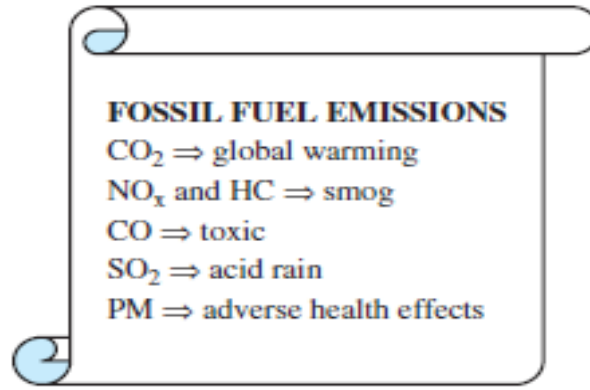 FOSSIL FUEL EMISSIONS
CO₂ ⇒ global warming
NOₓ and HC ⇒ smog
CO ⇒ toxic
SO₂ ⇒ acid rain
PM ⇒ adverse health effects